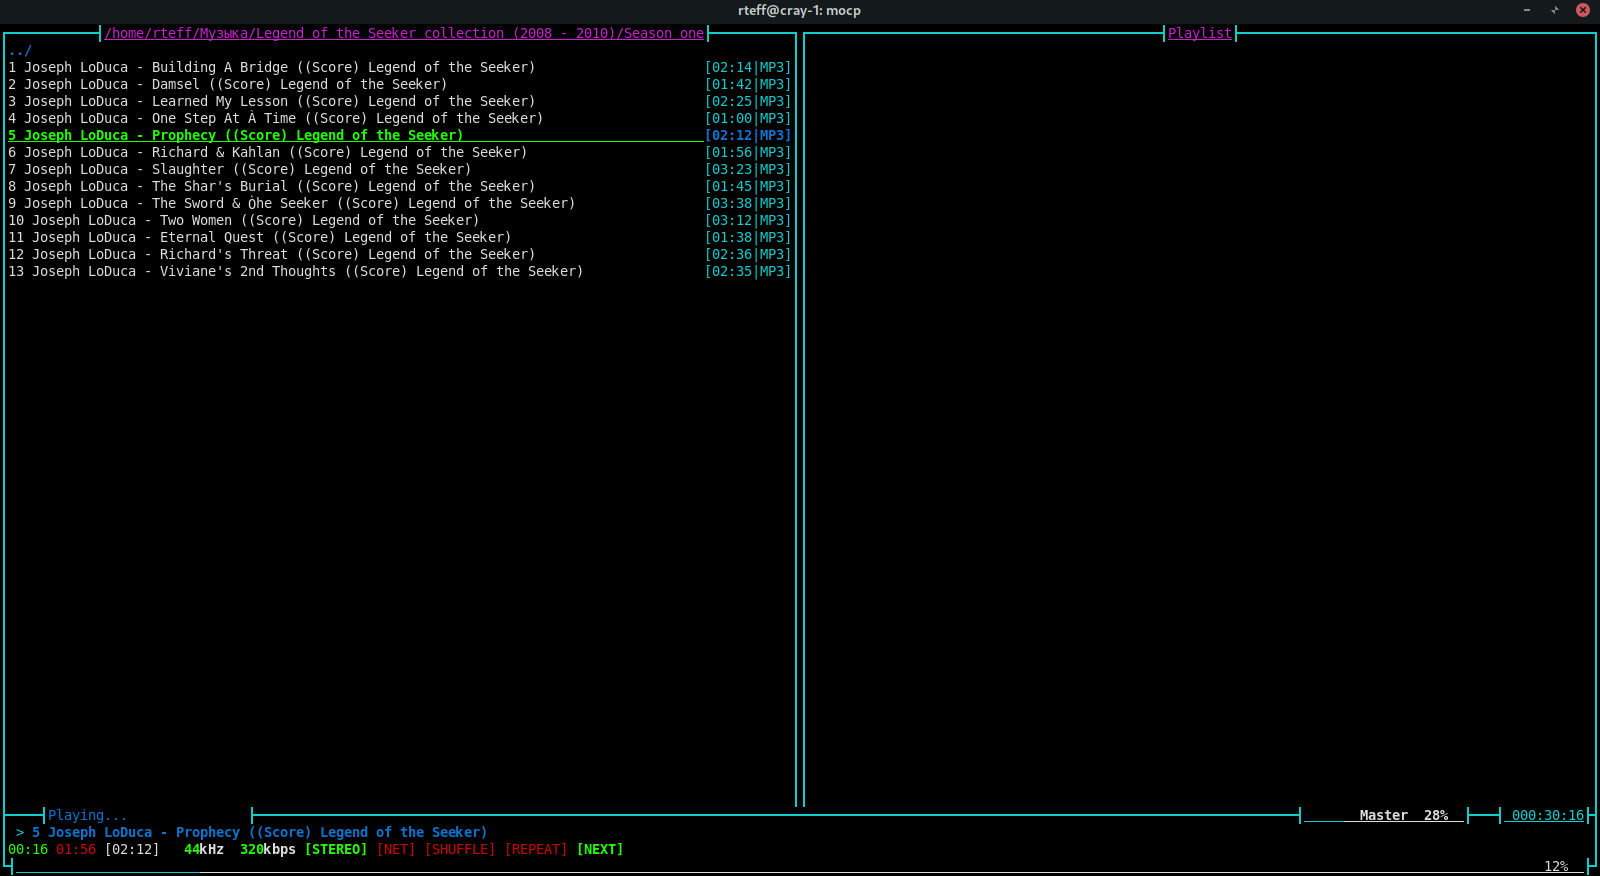 rteff@cray-1: mocp
/home/rteff/Музыка/Legend of the Seeker collection (2008 - 2010)/Season one
Playlist
../
1 Joseph LoDuca - Building A Bridge ((Score) Legend of the Seeker) [02:14|MP3]
2 Joseph LoDuca - Damsel ((Score) Legend of the Seeker) [01:42|MP3]
3 Joseph LoDuca - Learned My Lesson ((Score) Legend of the Seeker) [02:25|MP3]
4 Joseph LoDuca - One Step At À Time ((Score) Legend of the Seeker) [01:00|MP3]
5 Joseph LoDuca - Prophecy ((Score) Legend of the Seeker) [02:12|MP3]
6 Joseph LoDuca - Richard & Kahlan ((Score) Legend of the Seeker) [01:56|MP3]
7 Joseph LoDuca - Slaughter ((Score) Legend of the Seeker) [03:23|MP3]
8 Joseph LoDuca - The Shar's Burial ((Score) Legend of the Seeker) [01:45|MP3]
9 Joseph LoDuca - The Sword & Òhe Seeker ((Score) Legend of the Seeker) [03:38|MP3]
10 Joseph LoDuca - Two Women ((Score) Legend of the Seeker) [03:12|MP3]
11 Joseph LoDuca - Eternal Quest ((Score) Legend of the Seeker) [01:38|MP3]
12 Joseph LoDuca - Richard's Threat ((Score) Legend of the Seeker) [02:36|MP3]
13 Joseph LoDuca - Viviane's 2nd Thoughts ((Score) Legend of the Seeker) [02:35|MP3]
Playing... Master 28% 000:30:16
> 5 Joseph LoDuca - Prophecy ((Score) Legend of the Seeker)
00:16 01:56 [02:12] 44kHz 320kbps [STEREO] [NET] [SHUFFLE] [REPEAT] [NEXT]
12%